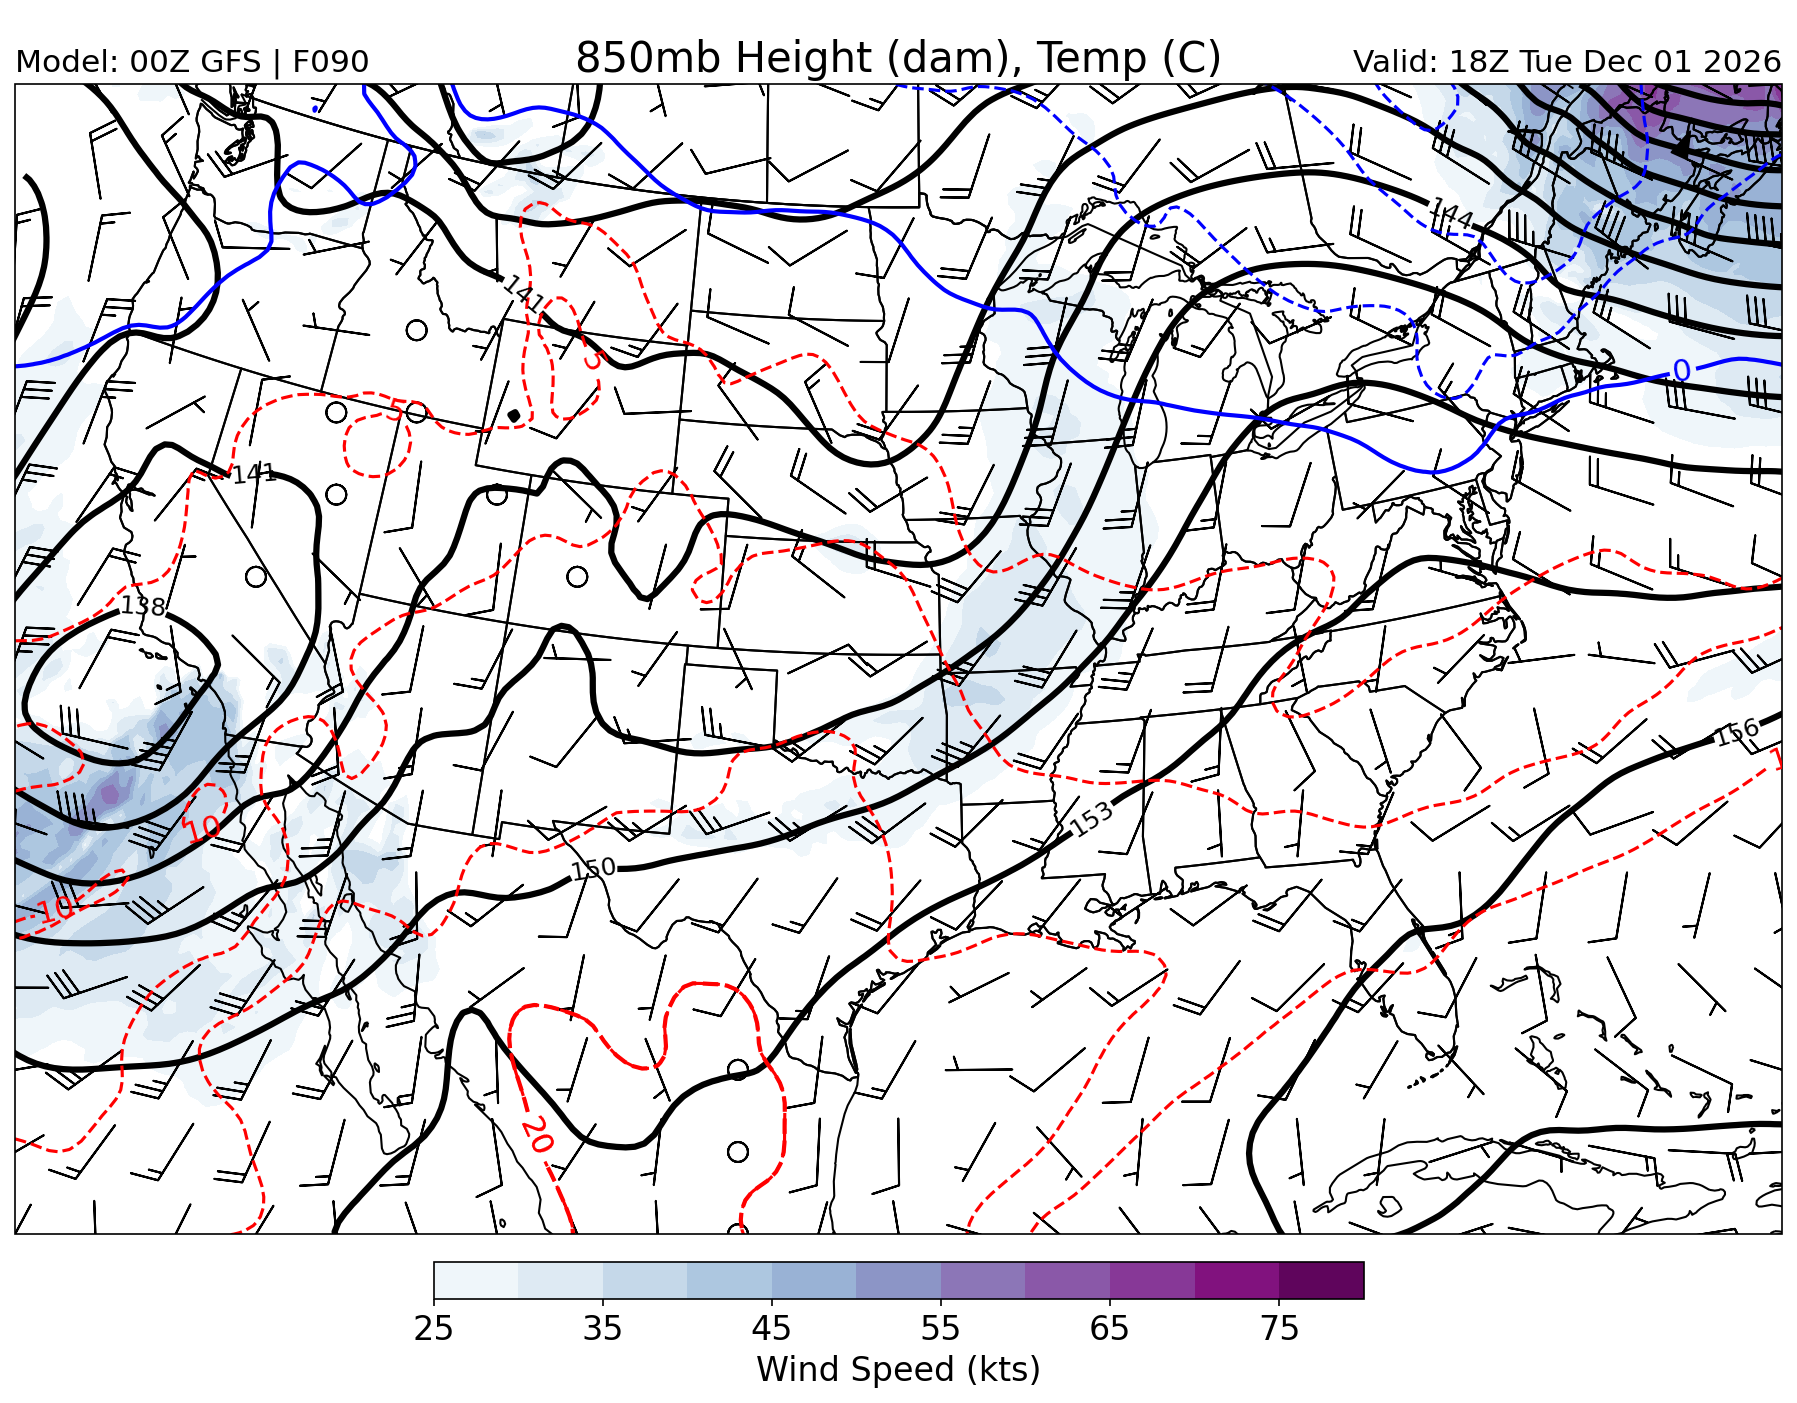 Model: 00Z GFS | F090
850mb Height (dam), Temp (C)
Valid: 18Z Tue Dec 01 2026
144
141
5
0
5
141
138
156
153
10
150
10
20
25 35 45 55 65 75
Wind Speed (kts)